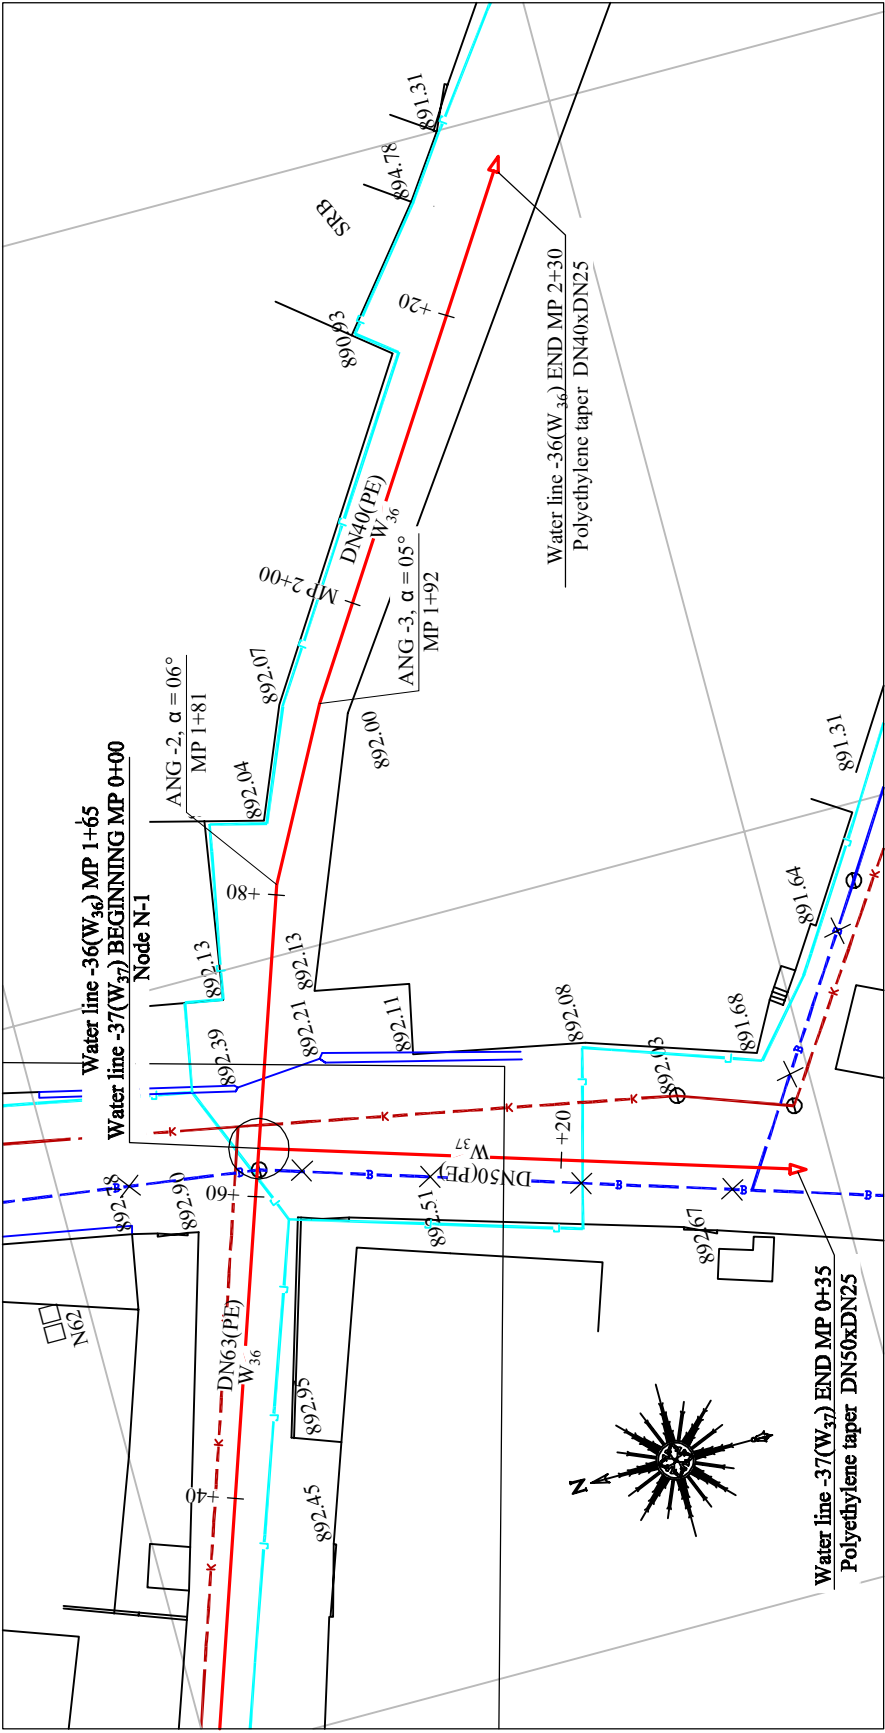 Water line -36(W36) MP 1+65
Water line -37(W37) BEGINNING MP 0+00
Node N-1
ANG -2, α = 06°
MP 1+81
ANG -3, α = 05°
MP 1+92
Water line -36(W 36) END MP 2+30
Polyethylene taper DN40xDN25
Water line -37(W37) END MP 0+35
Polyethylene taper DN50xDN25
DN63(PE)
W36
DN40(PE)
W36
DN50(PE)
W37
+40
+60
+80
MP 2+00
+20
+20
SRB
N62
N
891.31
894.78
890.93
892.07
892.04
892.00
892.13
892.13
892.39
892.21
892.11
892.08
892.03
891.68
891.64
891.31
892.90
892.51
892.67
892.95
892.45
K
K
K
K
K
K
K
K
B
B
B
B
B
B
B
B